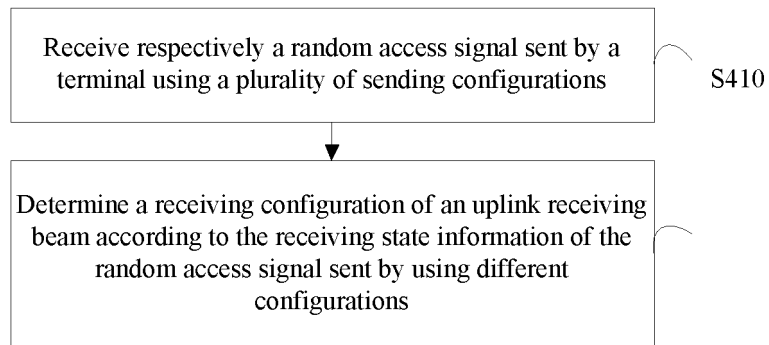 Receive respectively a random access signal sent by a
terminal using a plurality of sending configurations
S410
Determine a receiving configuration of an uplink receiving
beam according to the receiving state information of the
random access signal sent by using different
configurations